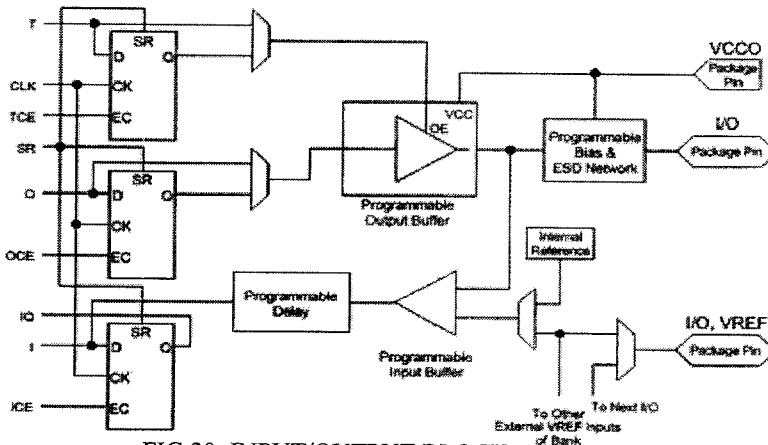 T
SR
D
Q
CLK
CK
TCE
EC
SR
VCC
OE
Programmable
Output Buffer
VCCO
Package
Pin
I/O
Package Pin
Programmable
Bias &
ESD Network
SR
O
D
Q
CK
OCE
EC
Internal
Reference
Programmable
Delay
Programmable
Input Buffer
IQ
SR
I
D
Q
CK
ICE
EC
I/O, VREF
Package Pin
To Other
External VREF Inputs
of Bank
To Next I/O